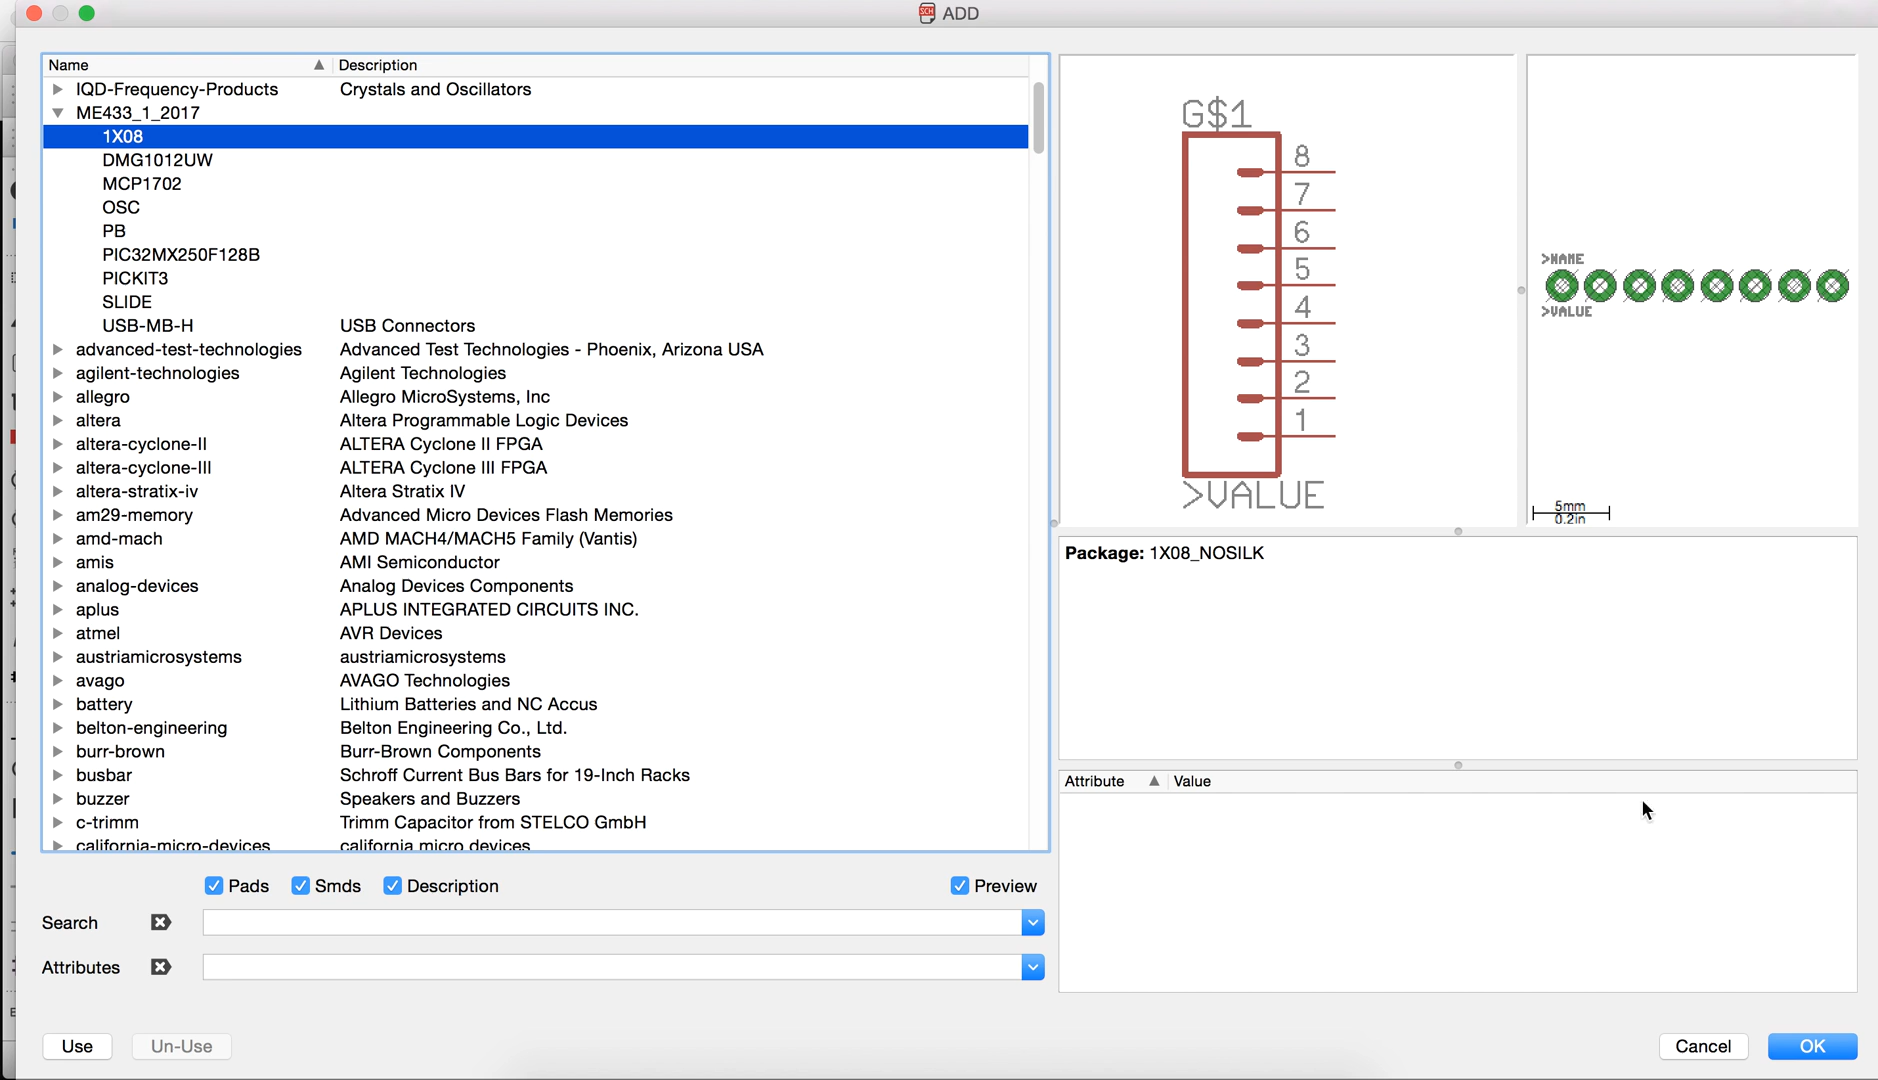 ADD
Name Description
IQD-Frequency-Products Crystals and Oscillators
ME433_1_2017
1X08
DMG1012UW
MCP1702
OSC
PB
PIC32MX250F128B
PICKIT3
SLIDE
USB-MB-H USB Connectors
advanced-test-technologies Advanced Test Technologies - Phoenix, Arizona USA
agilent-technologies Agilent Technologies
allegro Allegro MicroSystems, Inc
altera Altera Programmable Logic Devices
altera-cyclone-II ALTERA Cyclone II FPGA
altera-cyclone-III ALTERA Cyclone III FPGA
altera-stratix-iv Altera Stratix IV
am29-memory Advanced Micro Devices Flash Memories
amd-mach AMD MACH4/MACH5 Family (Vantis)
amis AMI Semiconductor
analog-devices Analog Devices Components
aplus APLUS INTEGRATED CIRCUITS INC.
atmel AVR Devices
austriamicrosystems austriamicrosystems
avago AVAGO Technologies
battery Lithium Batteries and NC Accus
belton-engineering Belton Engineering Co., Ltd.
burr-brown Burr-Brown Components
busbar Schroff Current Bus Bars for 19-Inch Racks
buzzer Speakers and Buzzers
c-trimm Trimm Capacitor from STELCO GmbH
california-micro-devices california micro devices
Pads Smds Description Preview
Search
Attributes
Use Un-Use
G$1
8
7
6
5
4
3
2
1
>VALUE
>NAME
>VALUE
5mm
0.2in
Package: 1X08_NOSILK
Attribute Value
Cancel OK